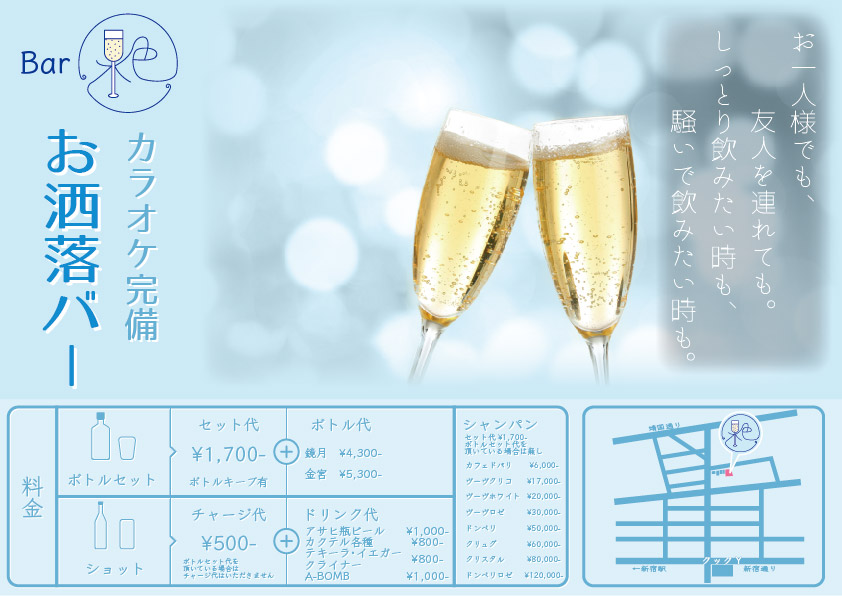 Bar
カラオケ完備
お洒落バー
お一人様でも、
友人を連れても。
しっとり飲みたい時も、
騒いで飲みたい時も。
料金
ボトルセット
セット代
¥1,700-
ボトルキープ有
+
ボトル代
鏡月 ¥4,300-
金宮 ¥5,300-
ショット
チャージ代
¥500-
ボトルセット代を
頂いている場合は
チャージ代はいただきません
+
ドリンク代
アサヒ瓶ビール ¥1,000-
カクテル各種 ¥800-
テキーラ・イエガー
クライナー ¥800-
A-BOMB ¥1,000-
シャンパン
セット代 ¥1,700-
ボトルセット代を
頂いている場合は無し
カフェドパリ ¥6,000-
ヴーヴクリコ ¥17,000-
ヴーヴホワイト ¥20,000-
ヴーヴロゼ ¥30,000-
ドンペリ ¥50,000-
クリュグ ¥60,000-
クリスタル ¥80,000-
ドンペリロゼ ¥120,000-
靖国通り
←新宿駅
新宿通り